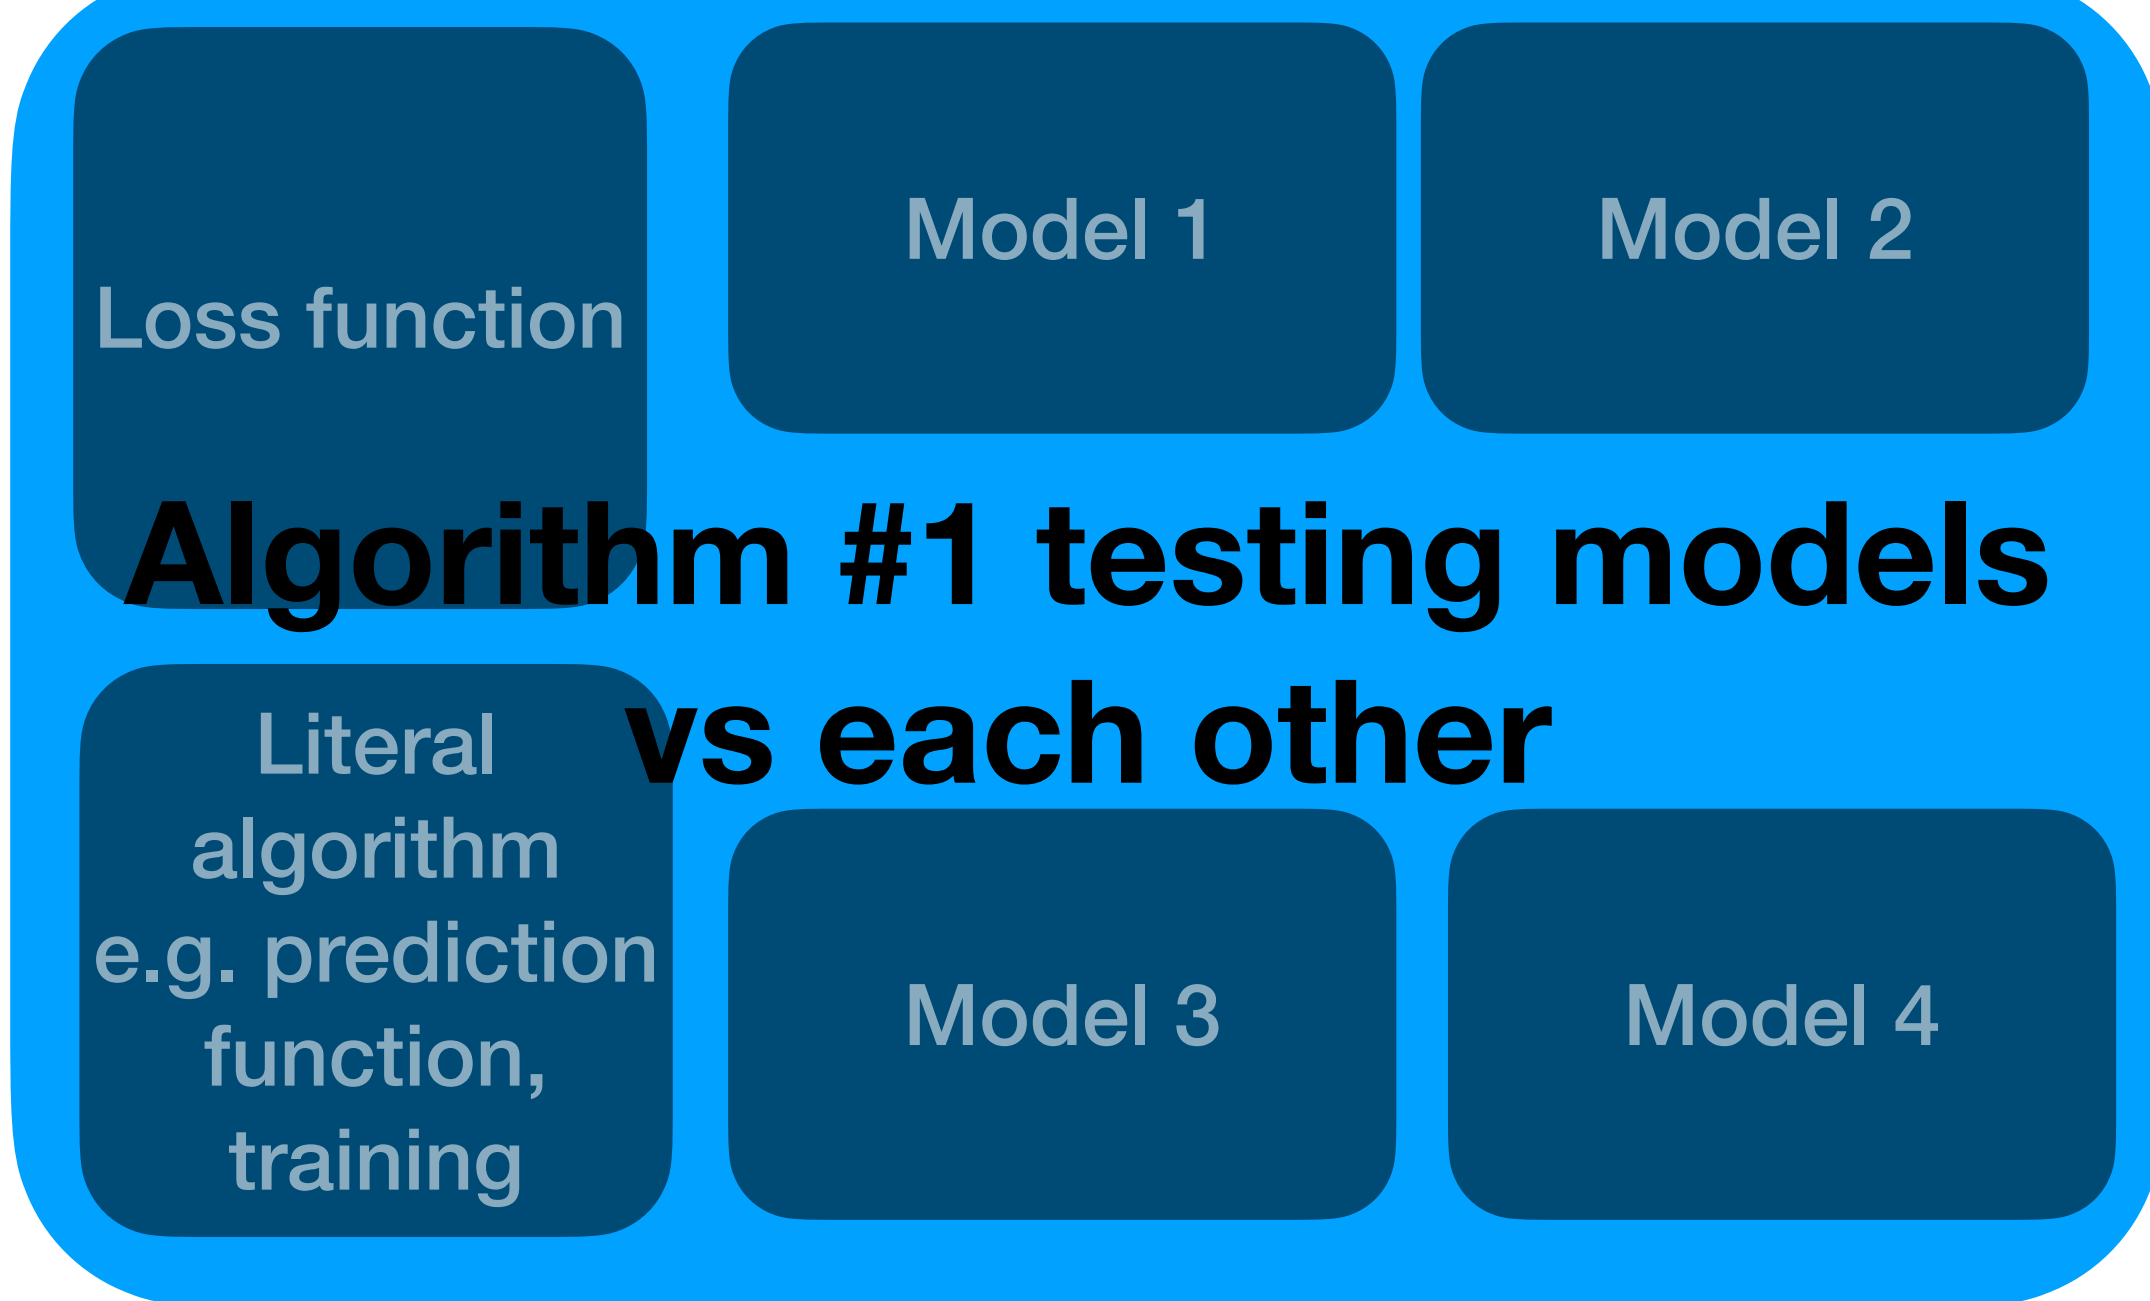 Loss function
Model 1
Model 2
Algorithm #1 testing models
vs each other
Literal
algorithm
e.g. prediction
function,
training
Model 3
Model 4